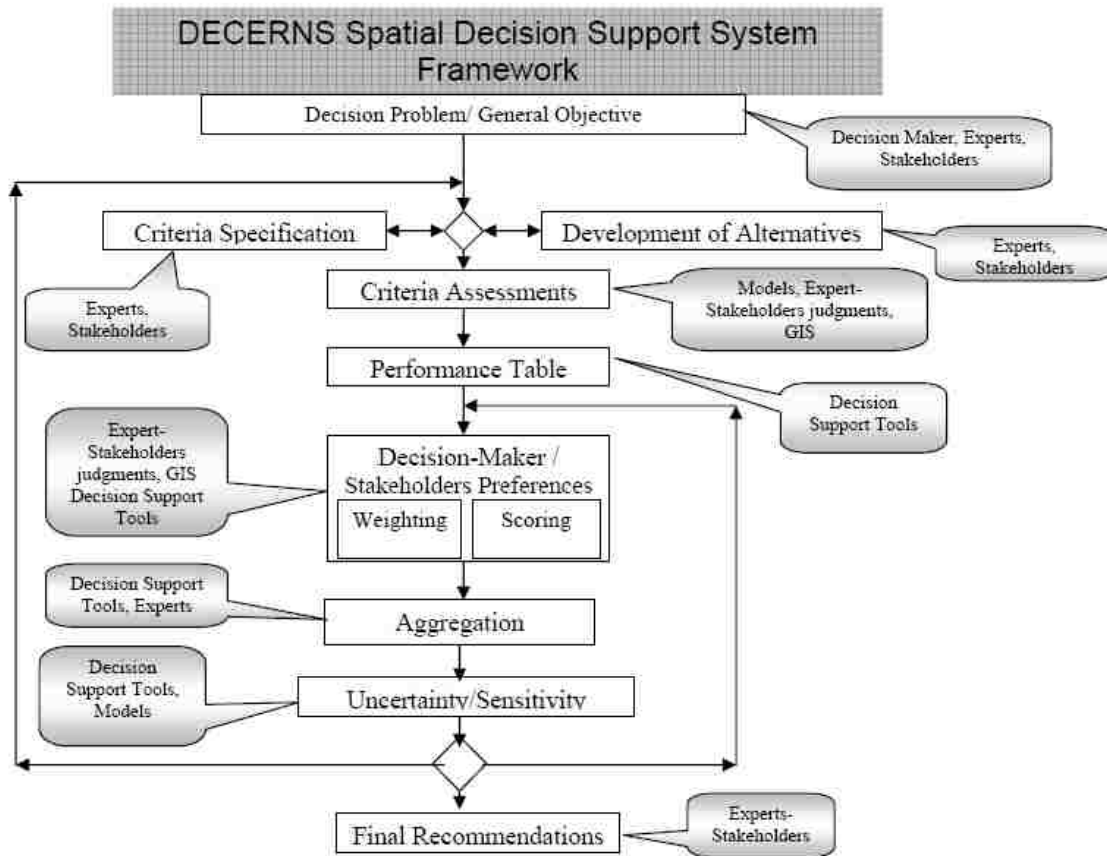 DECERNS Spatial Decision Support System
Framework
Decision Problem/ General Objective
Decision Maker, Experts,
Stakeholders
Criteria Specification
Development of Alternatives
Experts,
Stakeholders
Experts,
Stakeholders
Criteria Assessments
Models, Expert-
Stakeholders judgments,
GIS
Performance Table
Decision
Support Tools
Expert-
Stakeholders
judgments, GIS
Decision Support
Tools
Decision-Maker /
Stakeholders Preferences
Weighting
Scoring
Decision Support
Tools, Experts
Aggregation
Decision
Support Tools,
Models
Uncertainty/Sensitivity
Final Recommendations
Experts-
Stakeholders